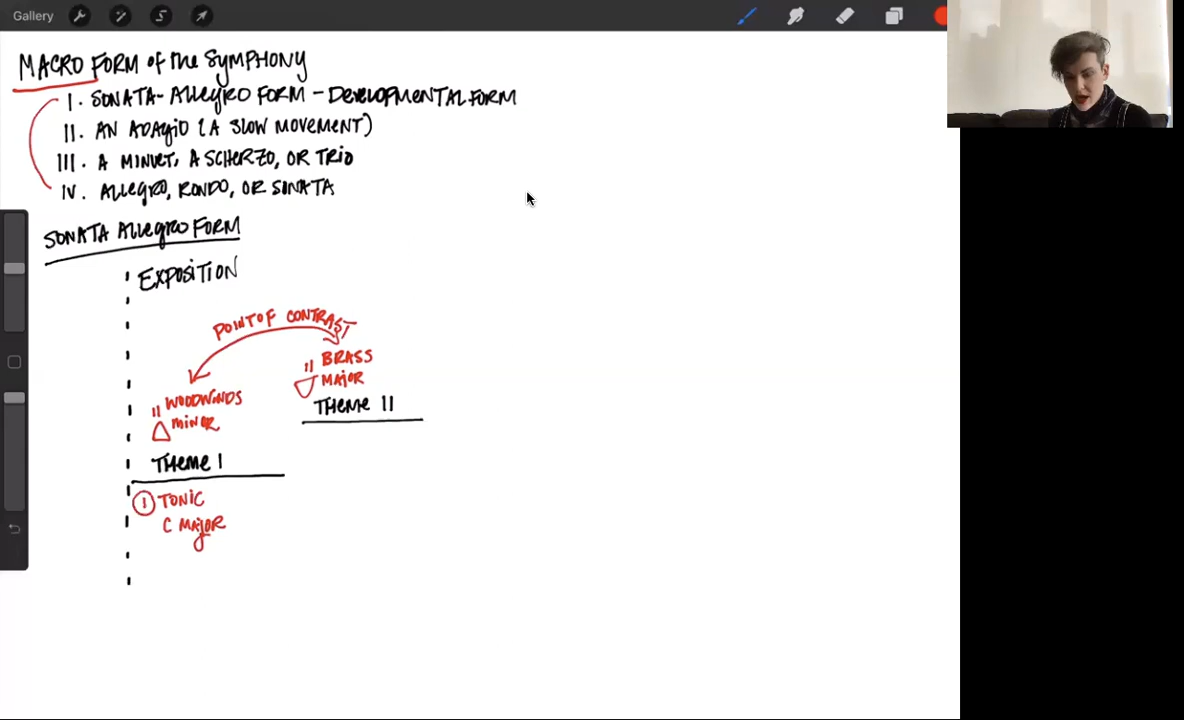 Gallery
MACRO FORM of the SYMPHONY
I. SONATA-ALLEGRO FORM - DEVELOPMENTAL FORM
II. AN ADAGIO (A SLOW MOVEMENT)
III. A MINUET, A SCHERZO, OR TRIO
IV. ALLEGRO, RONDO, OR SONATA
SONATA ALLEGRO FORM
EXPOSITION
POINT OF CONTRAST
BRASS
MAJOR
THEME II
WOODWINDS
MINOR
THEME I
1 TONIC
C MAJOR